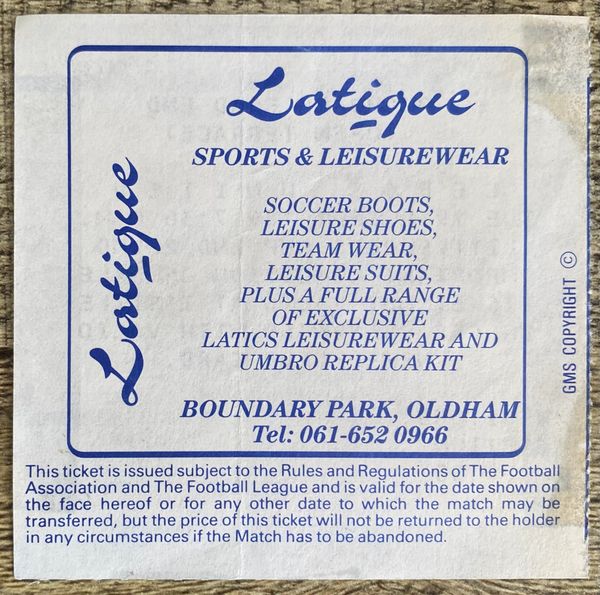 Latique
SPORTS & LEISUREWEAR
Latique
SOCCER BOOTS,
LEISURE SHOES,
TEAM WEAR,
LEISURE SUITS,
PLUS A FULL RANGE
OF EXCLUSIVE
LATICS LEISUREWEAR AND
UMBRO REPLICA KIT
BOUNDARY PARK, OLDHAM
Tel: 061-652 0966
GMS COPYRIGHT ©
This ticket is issued subject to the Rules and Regulations of The Football
Association and The Football League and is valid for the date shown on
the face hereof or for any other date to which the match may be
transferred, but the price of this ticket will not be returned to the holder
in any circumstances if the Match has to be abandoned.